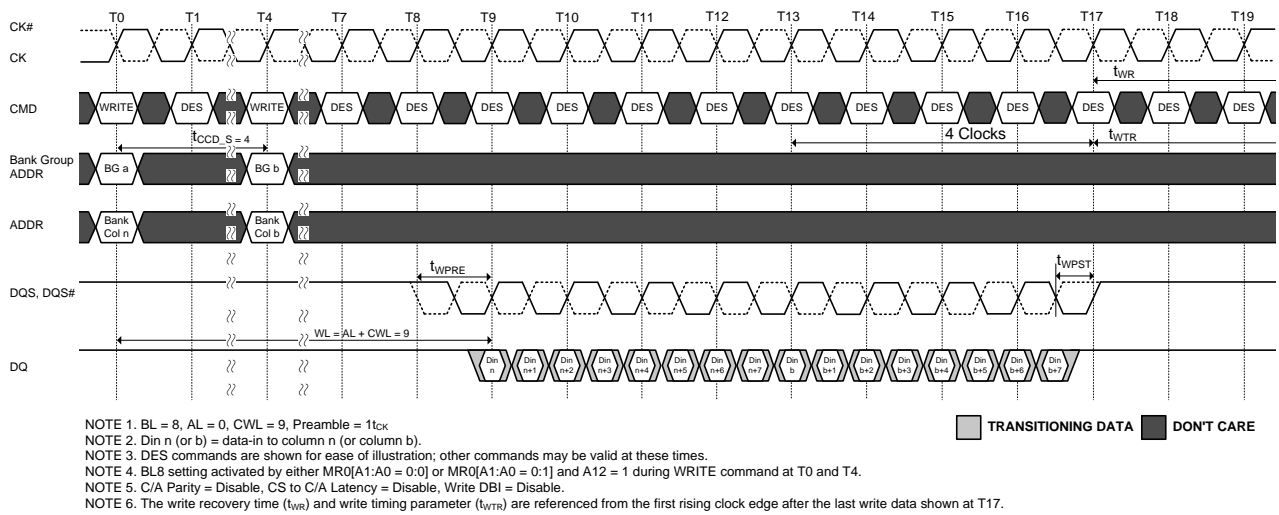 T0 T1 T4 T7 T8 T9 T10 T11 T12 T13 T14 T15 T16 T17 T18 T19
CK#
CK
tWR
CMD
WRITE DES WRITE DES DES DES DES DES DES DES DES DES DES DES DES DES
tCCD_S = 4
4 Clocks
tWTR
Bank Group
ADDR
BG a
BG b
ADDR
Bank
Col n
Bank
Col b
tWPRE
tWPST
DQS, DQS#
WL = AL + CWL = 9
DQ
Din
n
Din
n+1
Din
n+2
Din
n+3
Din
n+4
Din
n+5
Din
n+6
Din
n+7
Din
b
Din
b+1
Din
b+2
Din
b+3
Din
b+4
Din
b+5
Din
b+6
Din
b+7
NOTE 1. BL = 8, AL = 0, CWL = 9, Preamble = 1tCK
NOTE 2. Din n (or b) = data-in to column n (or column b).
NOTE 3. DES commands are shown for ease of illustration; other commands may be valid at these times.
NOTE 4. BL8 setting activated by either MR0[A1:A0 = 0:0] or MR0[A1:A0 = 0:1] and A12 = 1 during WRITE command at T0 and T4.
NOTE 5. C/A Parity = Disable, CS to C/A Latency = Disable, Write DBI = Disable.
NOTE 6. The write recovery time (tWR) and write timing parameter (tWTR) are referenced from the first rising clock edge after the last write data shown at T17.
TRANSITIONING DATA
DON'T CARE